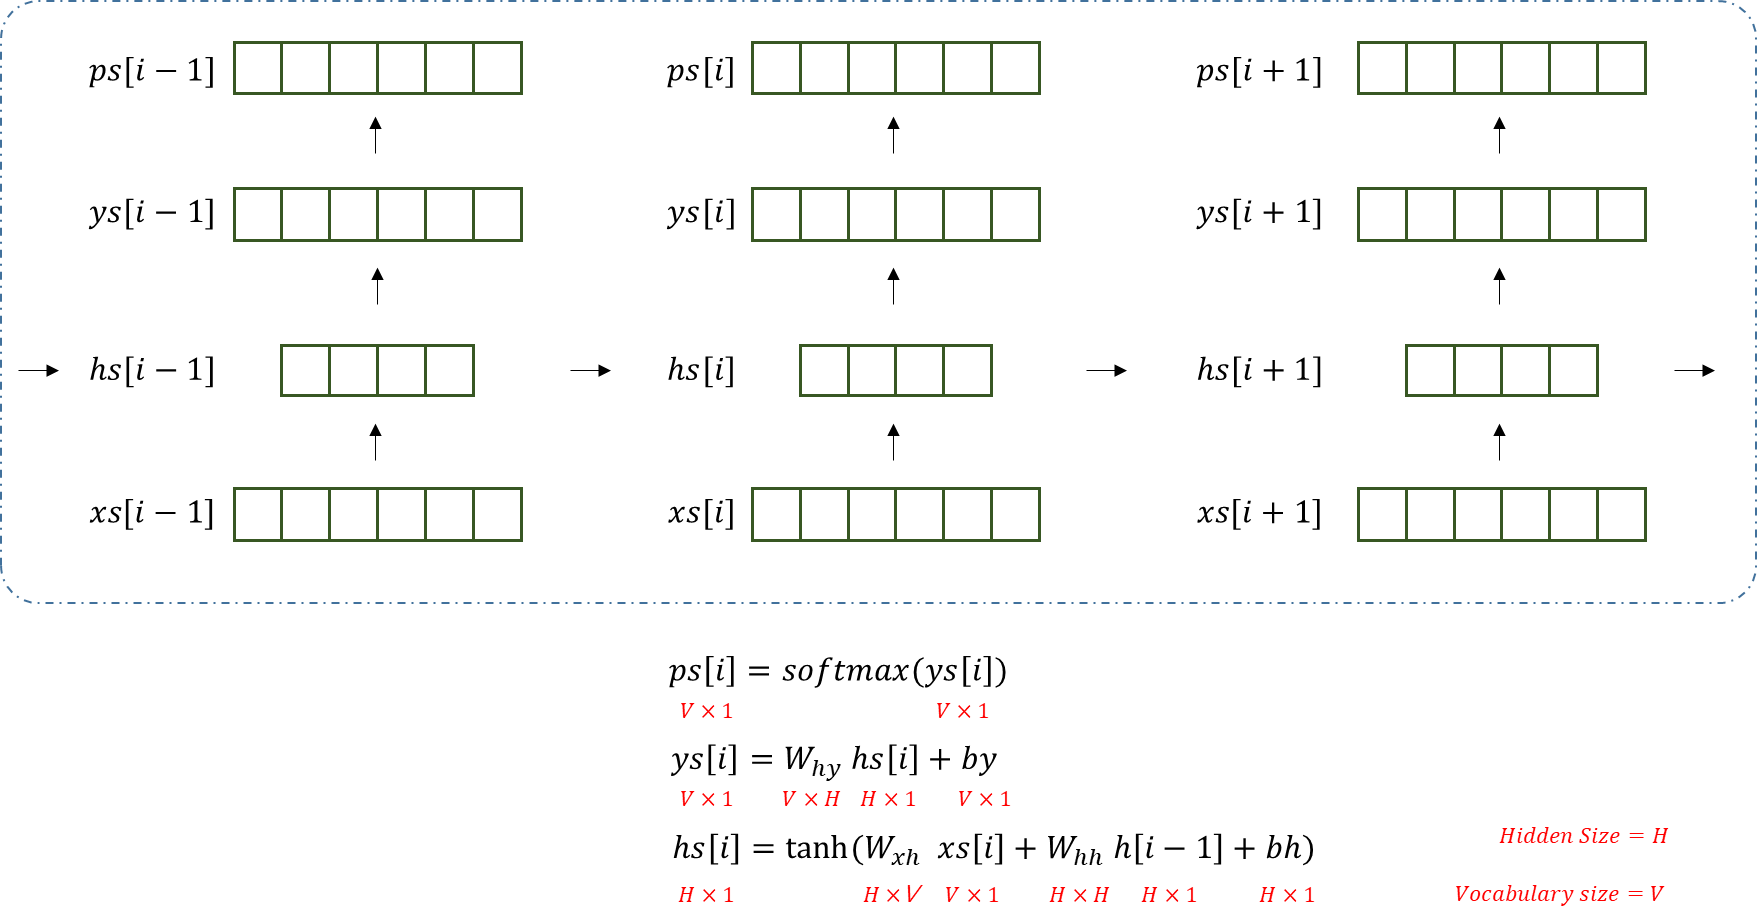 ps[i − 1] ps[i] ps[i + 1]
ys[i − 1] ys[i] ys[i + 1]
hs[i − 1] hs[i] hs[i + 1]
xs[i − 1] xs[i] xs[i + 1]
ps[i] = softmax(ys[i])
V × 1 V × 1
ys[i] = W_hy hs[i] + by
V × 1 V × H H × 1 V × 1
hs[i] = tanh(W_xh xs[i] + W_hh h[i − 1] + bh)
H × 1 H × V V × 1 H × H H × 1 H × 1
Hidden Size = H
Vocabulary size = V